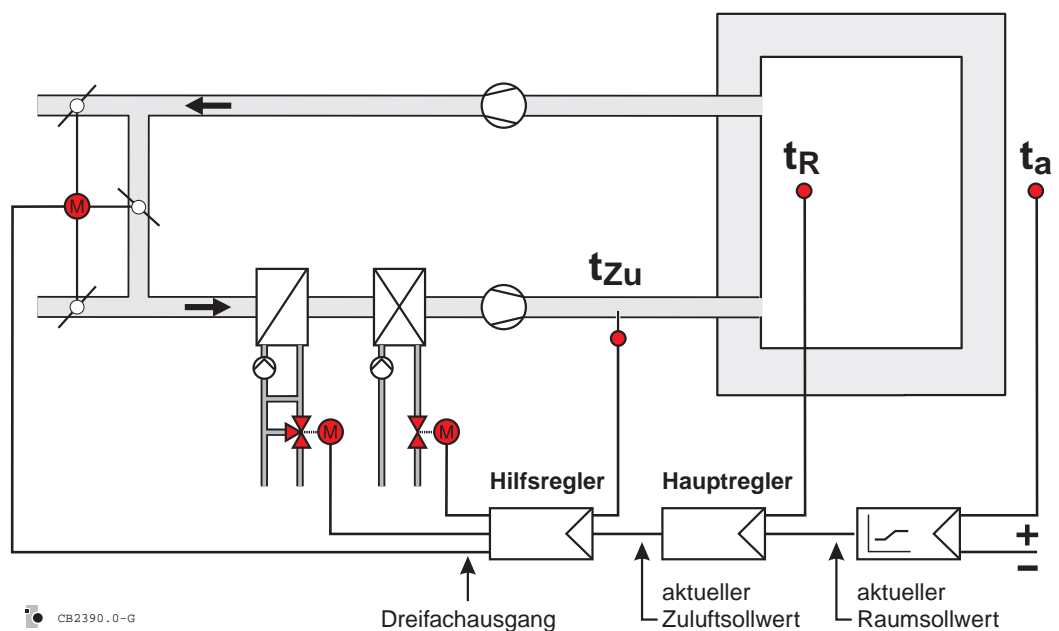 tR
ta
M
tZu
M
M
Hilfsregler
Hauptregler
+
−
Dreifachausgang
aktueller
Zuluftsollwert
aktueller
Raumsollwert
CB2390.0-G